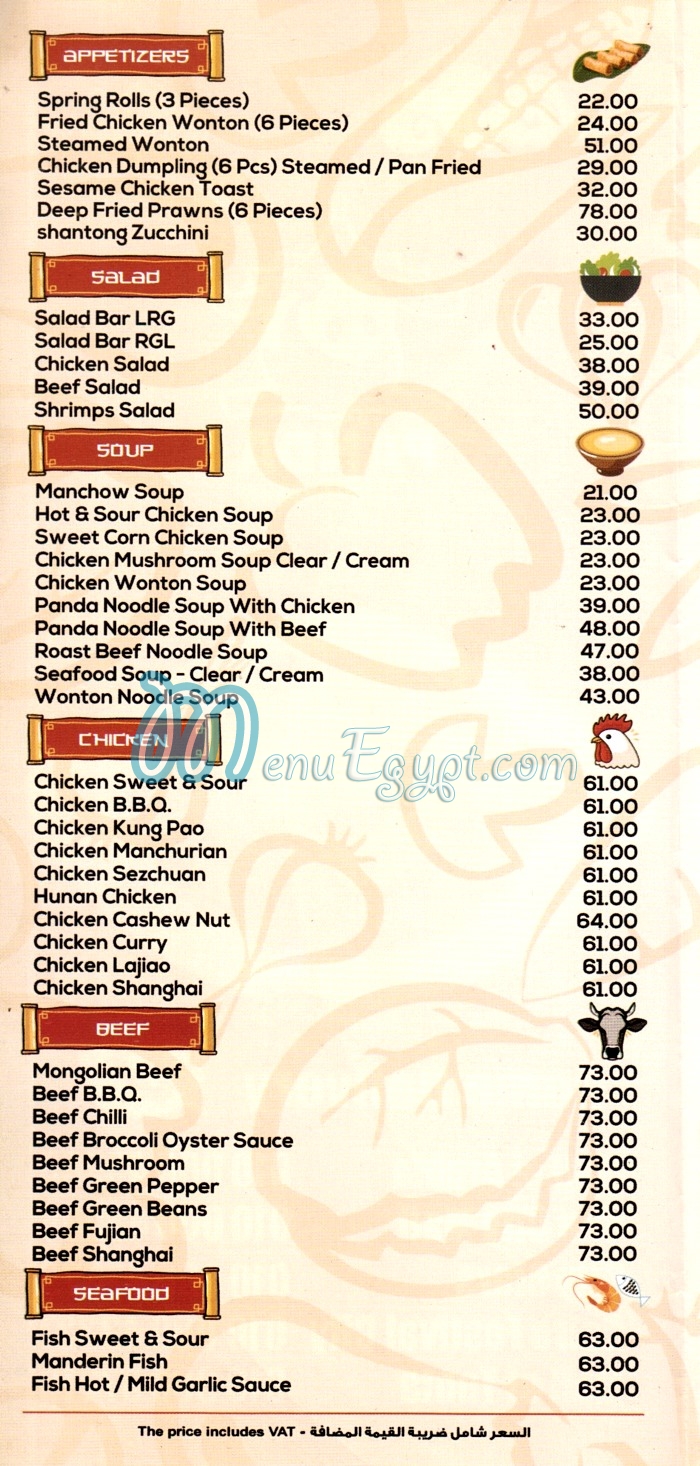 APPETIZERS
Spring Rolls (3 Pieces) 22.00
Fried Chicken Wonton (6 Pieces) 24.00
Steamed Wonton 51.00
Chicken Dumpling (6 Pcs) Steamed / Pan Fried 29.00
Sesame Chicken Toast 32.00
Deep Fried Prawns (6 Pieces) 78.00
shantong Zucchini 30.00
SALAD
Salad Bar LRG 33.00
Salad Bar RGL 25.00
Chicken Salad 38.00
Beef Salad 39.00
Shrimps Salad 50.00
SOUP
Manchow Soup 21.00
Hot & Sour Chicken Soup 23.00
Sweet Corn Chicken Soup 23.00
Chicken Mushroom Soup Clear / Cream 23.00
Chicken Wonton Soup 23.00
Panda Noodle Soup With Chicken 39.00
Panda Noodle Soup With Beef 48.00
Roast Beef Noodle Soup 47.00
Seafood Soup - Clear / Cream 38.00
Wonton Noodle Soup 43.00
CHICKEN
MenuEgypt.com
Chicken Sweet & Sour 61.00
Chicken B.B.Q. 61.00
Chicken Kung Pao 61.00
Chicken Manchurian 61.00
Chicken Sezchuan 61.00
Hunan Chicken 61.00
Chicken Cashew Nut 64.00
Chicken Curry 61.00
Chicken Lajiao 61.00
Chicken Shanghai 61.00
BEEF
Mongolian Beef 73.00
Beef B.B.Q. 73.00
Beef Chilli 73.00
Beef Broccoli Oyster Sauce 73.00
Beef Mushroom 73.00
Beef Green Pepper 73.00
Beef Green Beans 73.00
Beef Fujian 73.00
Beef Shanghai 73.00
SEAFOOD
Fish Sweet & Sour 63.00
Manderin Fish 63.00
Fish Hot / Mild Garlic Sauce 63.00
The price includes VAT - السعر شامل ضريبة القيمة المضافة